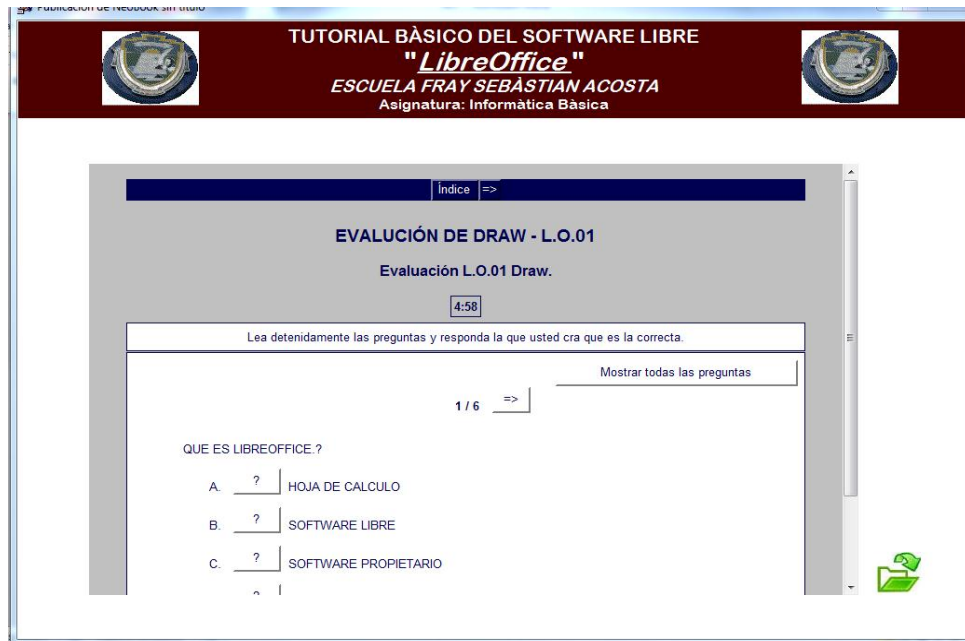 Publicación de Neobook sin título
TUTORIAL BÀSICO DEL SOFTWARE LIBRE
"LibreOffice "
ESCUELA FRAY SEBÀSTIAN ACOSTA
Asignatura: Informàtica Bàsica
Índice =>
EVALUCIÓN DE DRAW - L.O.01
Evaluación L.O.01 Draw.
4:58
Lea detenidamente las preguntas y responda la que usted cra que es la correcta.
Mostrar todas las preguntas
1 / 6 =>
QUE ES LIBREOFFICE.?
A. ? HOJA DE CALCULO
B. ? SOFTWARE LIBRE
C. ? SOFTWARE PROPIETARIO
?